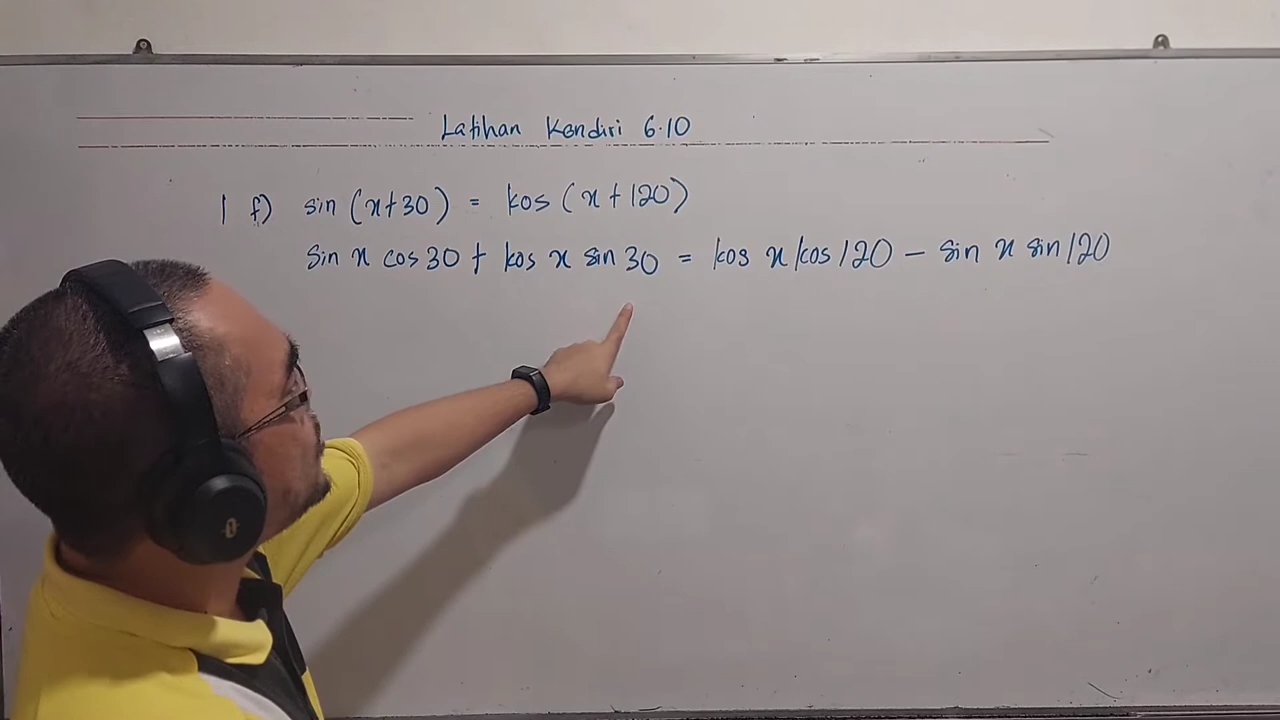 Latihan Kendiri 6.10
1 f) sin (x+30) = kos (x+120)
sin x cos 30 + kos x sin 30 = kos x kos 120 - sin x sin 120